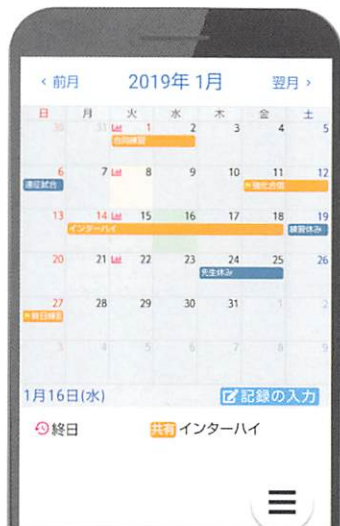 ‹ 前月 2019年 1月 翌月 ›
日 月 火 水 木 金 土
30 31 1 2 3 4 5
合同練習
6 7 8 9 10 11 12
遠征試合 強化合宿
13 14 15 16 17 18 19
インターハイ 練習休み
20 21 22 23 24 25 26
先生休み
27 28 29 30 31 1 2
終日練習
3 4 5 6 7 8 9
1月16日(水) 記録の入力
終日 共有 インターハイ